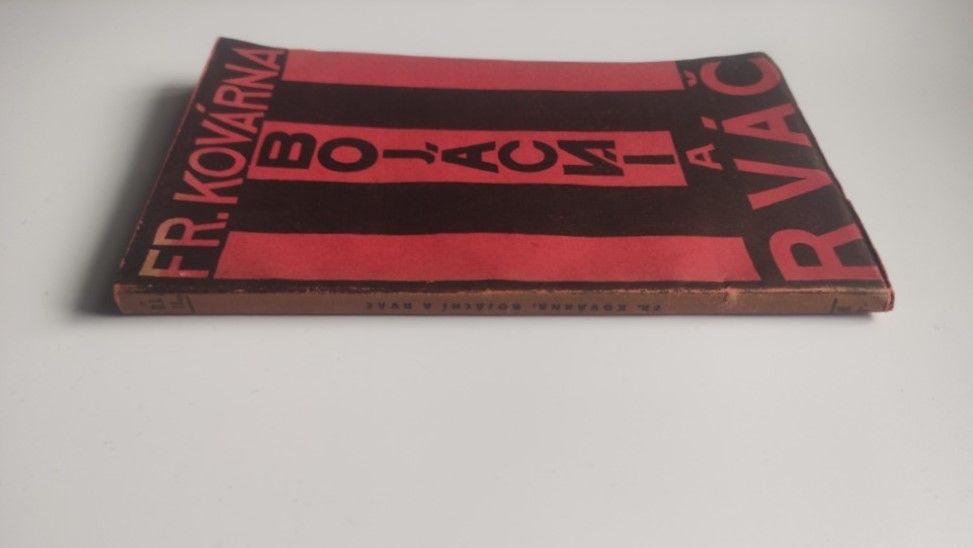 FR. KOVÁRNA
BOJÁCNÍ
A
RVÁČ
FR. KOVÁRNA: BOJÁCNÍ A RVÁČ